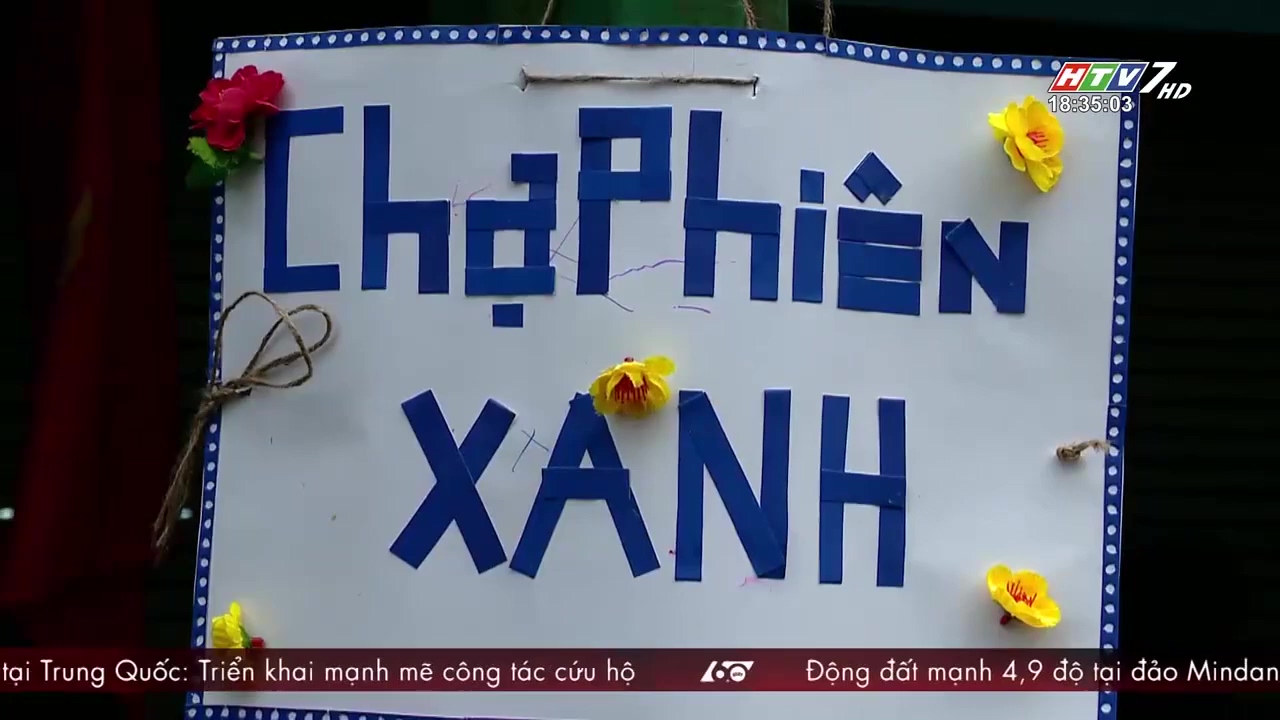 HTV7 HD
18:35:03
Chợ Phiên
XANH
tại Trung Quốc: Triển khai mạnh mẽ công tác cứu hộ 60 Động đất mạnh 4,9 độ tại đảo Mindan